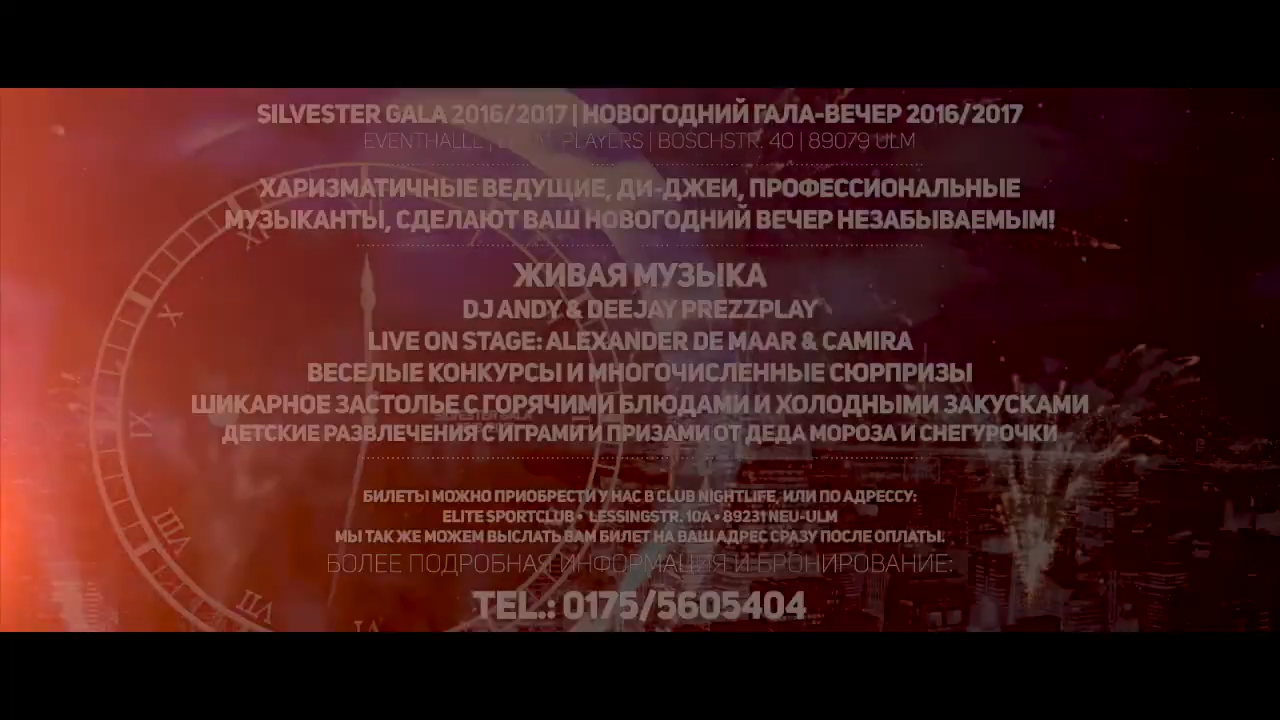 SILVESTER GALA 2016/2017 | НОВОГОДНИЙ ГАЛА-ВЕЧЕР 2016/2017
EVENTHALLE | PLAYERS | BOSCHSTR. 40 | 89079 ULM
ХАРИЗМАТИЧНЫЕ ВЕДУЩИЕ, ДИ-ДЖЕИ, ПРОФЕССИОНАЛЬНЫЕ
МУЗЫКАНТЫ, СДЕЛАЮТ ВАШ НОВОГОДНИЙ ВЕЧЕР НЕЗАБЫВАЕМЫМ!
ЖИВАЯ МУЗЫКА
DJ ANDY & DEEJAY PREZZPLAY
LIVE ON STAGE: ALEXANDER DE MAAR & CAMIRA
ВЕСЕЛЫЕ КОНКУРСЫ И МНОГОЧИСЛЕННЫЕ СЮРПРИЗЫ
ШИКАРНОЕ ЗАСТОЛЬЕ С ГОРЯЧИМИ БЛЮДАМИ И ХОЛОДНЫМИ ЗАКУСКАМИ
ДЕТСКИЕ РАЗВЛЕЧЕНИЯ С ИГРАМИ И ПРИЗАМИ ОТ ДЕДА МОРОЗА И СНЕГУРОЧКИ
БИЛЕТЫ МОЖНО ПРИОБРЕСТИ У НАС В CLUB NIGHTLIFE, ИЛИ ПО АДРЕССУ:
ELITE SPORTCLUB • LESSINGSTR. 10A • 89231 NEU-ULM
МЫ ТАК ЖЕ МОЖЕМ ВЫСЛАТЬ ВАМ БИЛЕТ НА ВАШ АДРЕС СРАЗУ ПОСЛЕ ОПЛАТЫ.
БОЛЕЕ ПОДРОБНАЯ ИНФОРМАЦИЯ И БРОНИРОВАНИЕ:
TEL.: 0175/5605404